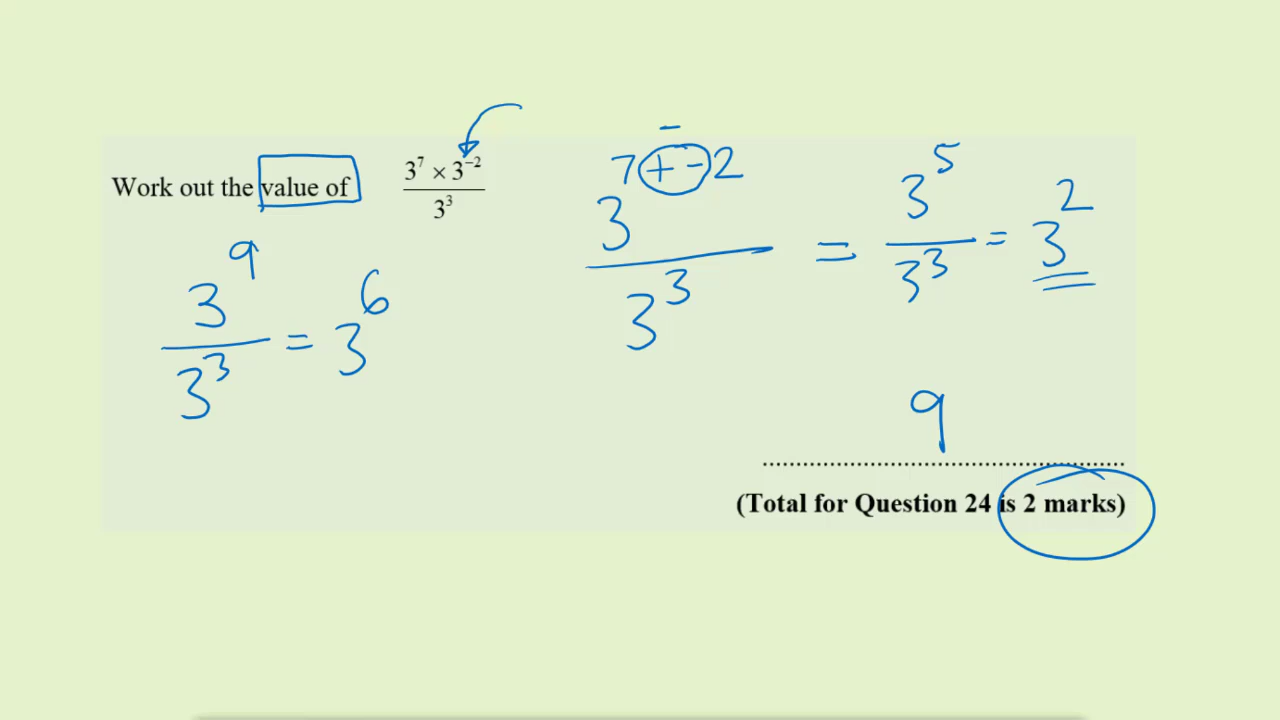 Work out the value of (3^7 × 3^-2) / 3^3
3^9 / 3^3 = 3^6
-
3^(7 + - 2) / 3^3 = 3^5 / 3^3 = 3^2
9
(Total for Question 24 is 2 marks)